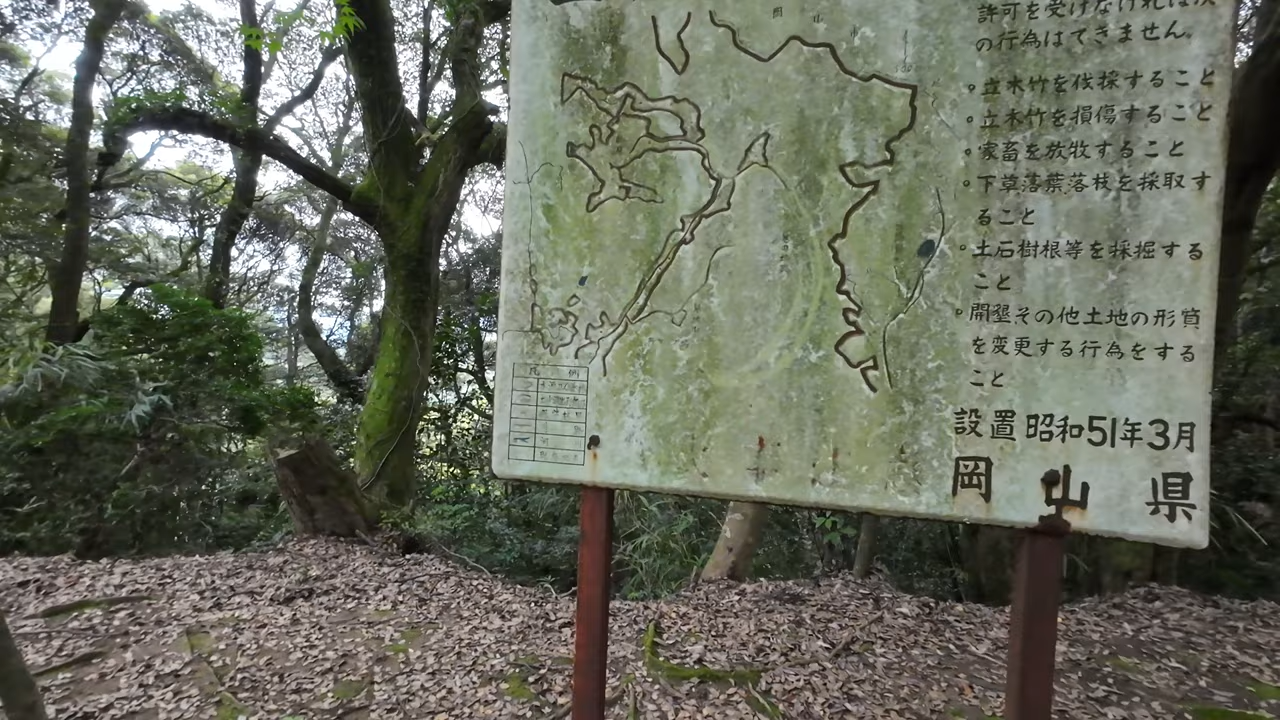 許可を受けなければ次
の行為はできません。
・立木竹を伐採すること
・立木竹を損傷すること
・家畜を放牧すること
・下草落葉落枝を採取す
ること
・土石樹根等を採掘する
こと
・開墾その他土地の形質
を変更する行為をする
こと
設置 昭和51年3月
岡山県
凡例